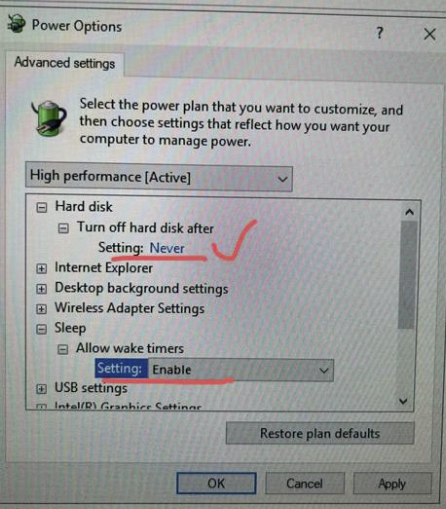 Power Options
? X
Advanced settings
Select the power plan that you want to customize, and
then choose settings that reflect how you want your
computer to manage power.
High performance [Active]
Hard disk
Turn off hard disk after
Setting: Never
Internet Explorer
Desktop background settings
Wireless Adapter Settings
Sleep
Allow wake timers
Setting: Enable
USB settings
Intel(R) Graphics Settings
Restore plan defaults
OK Cancel Apply